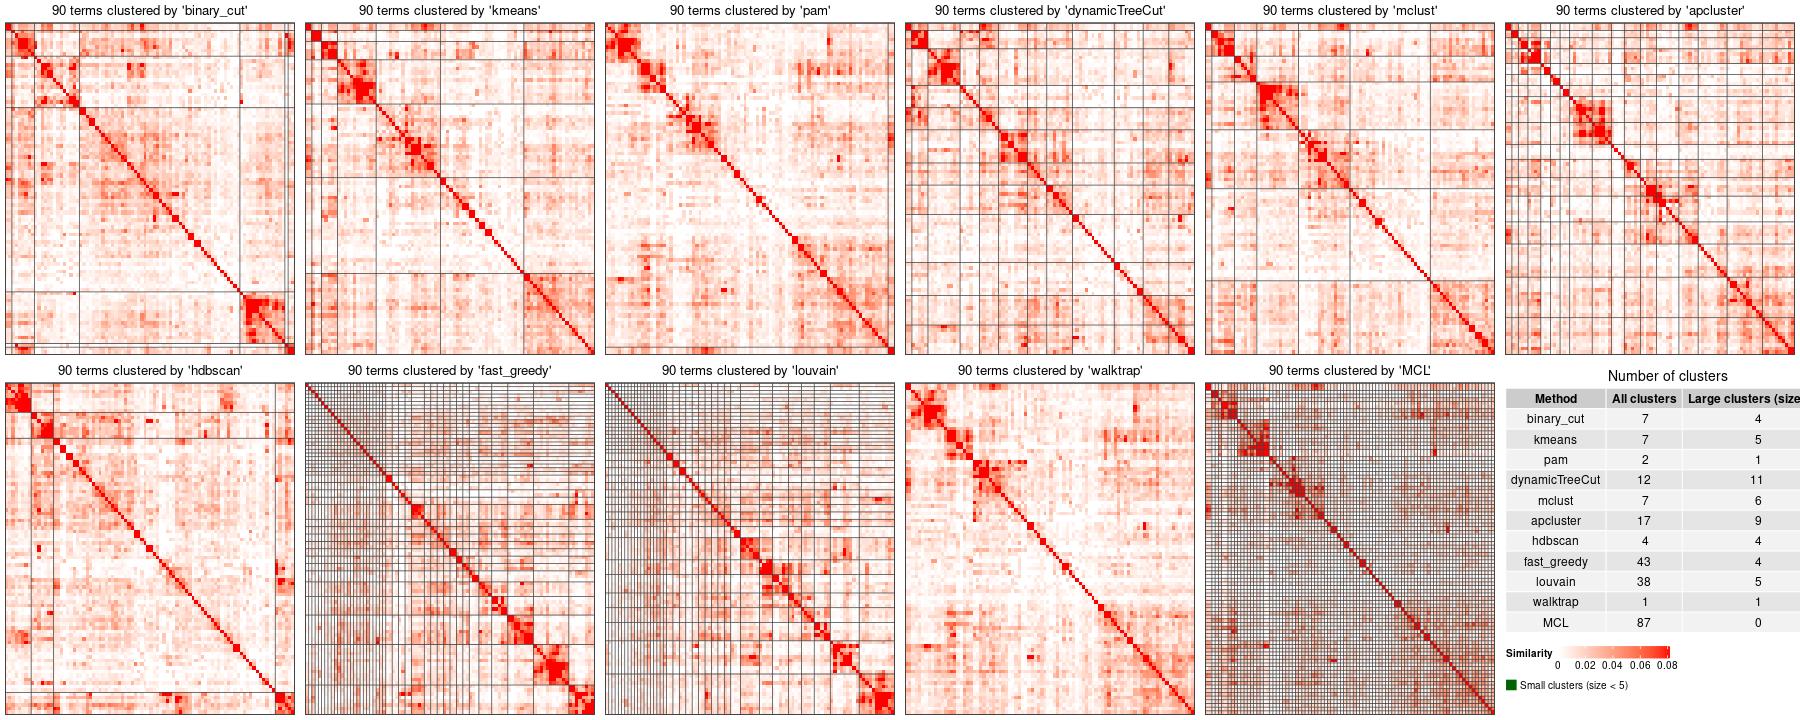 90 terms clustered by 'binary_cut'
90 terms clustered by 'kmeans'
90 terms clustered by 'pam'
90 terms clustered by 'dynamicTreeCut'
90 terms clustered by 'mclust'
90 terms clustered by 'apcluster'
90 terms clustered by 'hdbscan'
90 terms clustered by 'fast_greedy'
90 terms clustered by 'louvain'
90 terms clustered by 'walktrap'
90 terms clustered by 'MCL'
Number of clusters
Method All clusters Large clusters (size
binary_cut 7 4
kmeans 7 5
pam 2 1
dynamicTreeCut 12 11
mclust 7 6
apcluster 17 9
hdbscan 4 4
fast_greedy 43 4
louvain 38 5
walktrap 1 1
MCL 87 0
Similarity
0 0.02 0.04 0.06 0.08
Small clusters (size < 5)